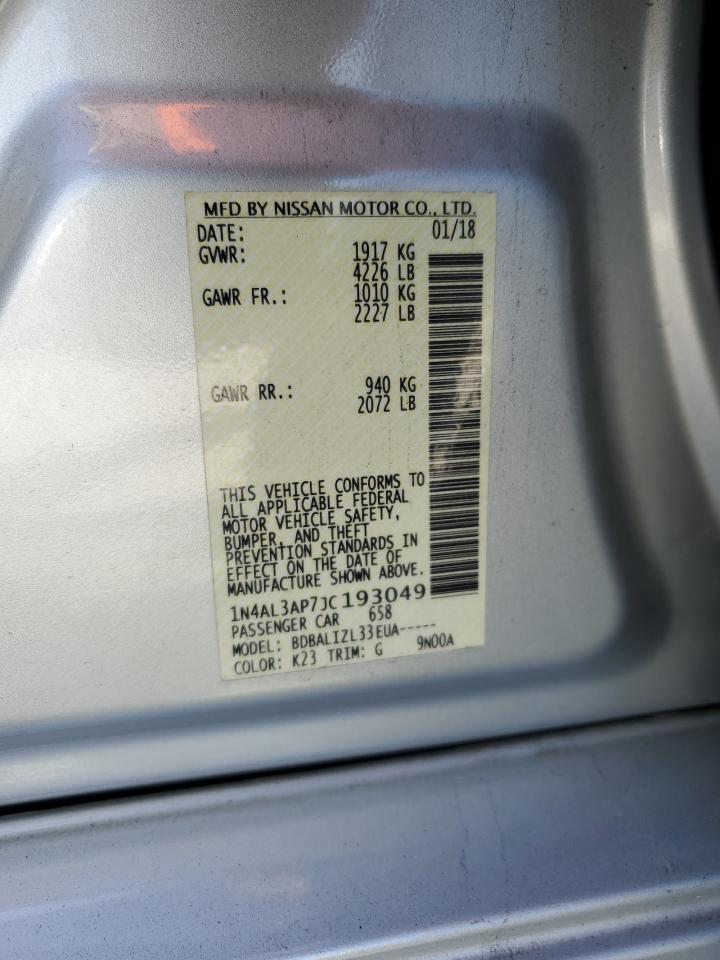 MFD BY NISSAN MOTOR CO., LTD.
DATE: 01/18
GVWR: 1917 KG
4226 LB
GAWR FR.: 1010 KG
2227 LB
GAWR RR.: 940 KG
2072 LB
THIS VEHICLE CONFORMS TO
ALL APPLICABLE FEDERAL
MOTOR VEHICLE SAFETY,
BUMPER, AND THEFT
PREVENTION STANDARDS IN
EFFECT ON THE DATE OF
MANUFACTURE SHOWN ABOVE.
1N4AL3AP7JC193049
PASSENGER CAR 658
MODEL: BDBALIZL33EUA-----
COLOR: K23 TRIM: G 9N00A